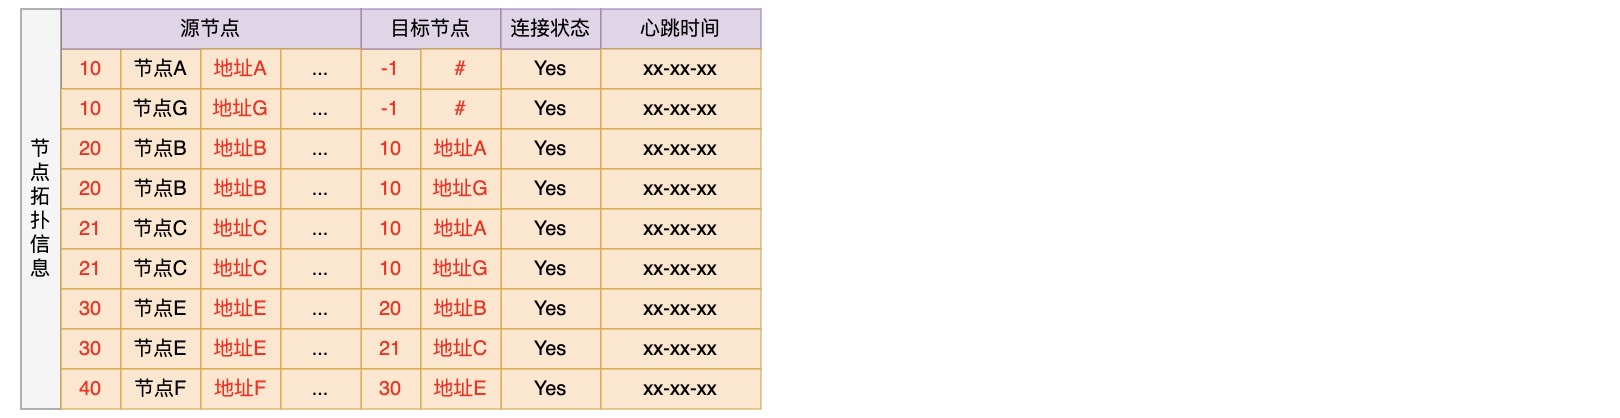 节点拓扑信息
源节点 目标节点 连接状态 心跳时间
10 节点A 地址A ... -1 # Yes xx-xx-xx
10 节点G 地址G ... -1 # Yes xx-xx-xx
20 节点B 地址B ... 10 地址A Yes xx-xx-xx
20 节点B 地址B ... 10 地址G Yes xx-xx-xx
21 节点C 地址C ... 10 地址A Yes xx-xx-xx
21 节点C 地址C ... 10 地址G Yes xx-xx-xx
30 节点E 地址E ... 20 地址B Yes xx-xx-xx
30 节点E 地址E ... 21 地址C Yes xx-xx-xx
40 节点F 地址F ... 30 地址E Yes xx-xx-xx